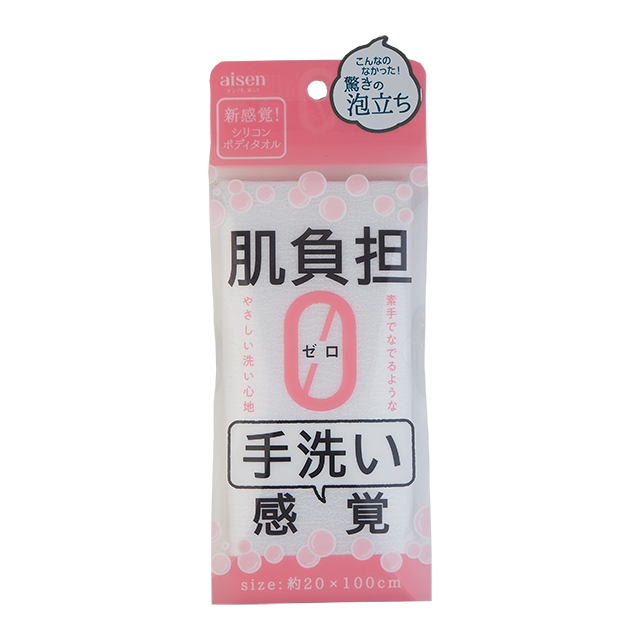 aisen
こんなの
なかった!
驚きの
泡立ち
新感覚!
シリコン
ボディタオル
肌負担
0
ゼロ
素手でなでるような
やさしい洗い心地
手洗い
感覚
size:約20×100cm